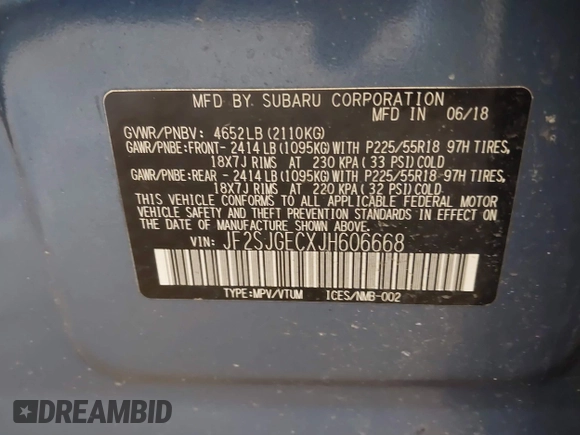 MFD BY SUBARU CORPORATION
MFD IN 06/18
GVWR/PNBV: 4652LB(2110KG)
GAWR/PNBE:FRONT- 2414LB(1095KG)WITH P225/55R18 97H TIRES,
18X7J RIMS AT 230 KPA(33 PSI)COLD
GAWR/PNBE:REAR - 2414LB(1095KG)WITH P225/55R18 97H TIRES,
18X7J RIMS AT 220 KPA(32 PSI)COLD
THIS VEHICLE CONFORMS TO ALL APPLICABLE FEDERAL MOTOR
VEHICLE SAFETY AND THEFT PREVENTION STANDARDS IN EFFECT ON
THE DATE OF MANUFACTURE SHOWN ABOVE.
VIN: JF2SJGECXJH606668
TYPE:MPV/VTUM ICES/NMB-002
DREAMBID